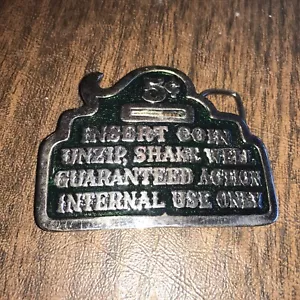 5¢
INSERT COIN
UNZIP, SHAKE WELL
GUARANTEED ACTION
INTERNAL USE ONLY